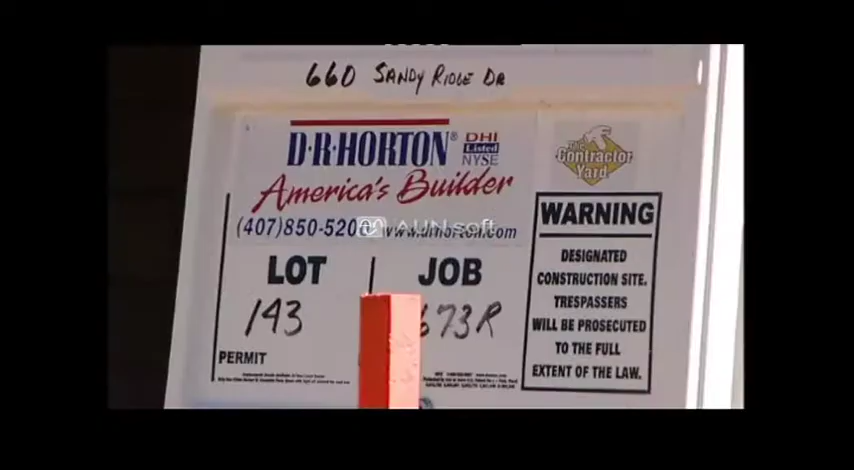 660 SANDY RIDGE DR
D·R·HORTON®
DHI
Listed
NYSE
America's Builder
The
Contractor
Yard
(407)850-520
www.drhorton.com
LOT
JOB
143
673R
PERMIT
WARNING
DESIGNATED
CONSTRUCTION SITE.
TRESPASSERS
WILL BE PROSECUTED
TO THE FULL
EXTENT OF THE LAW.